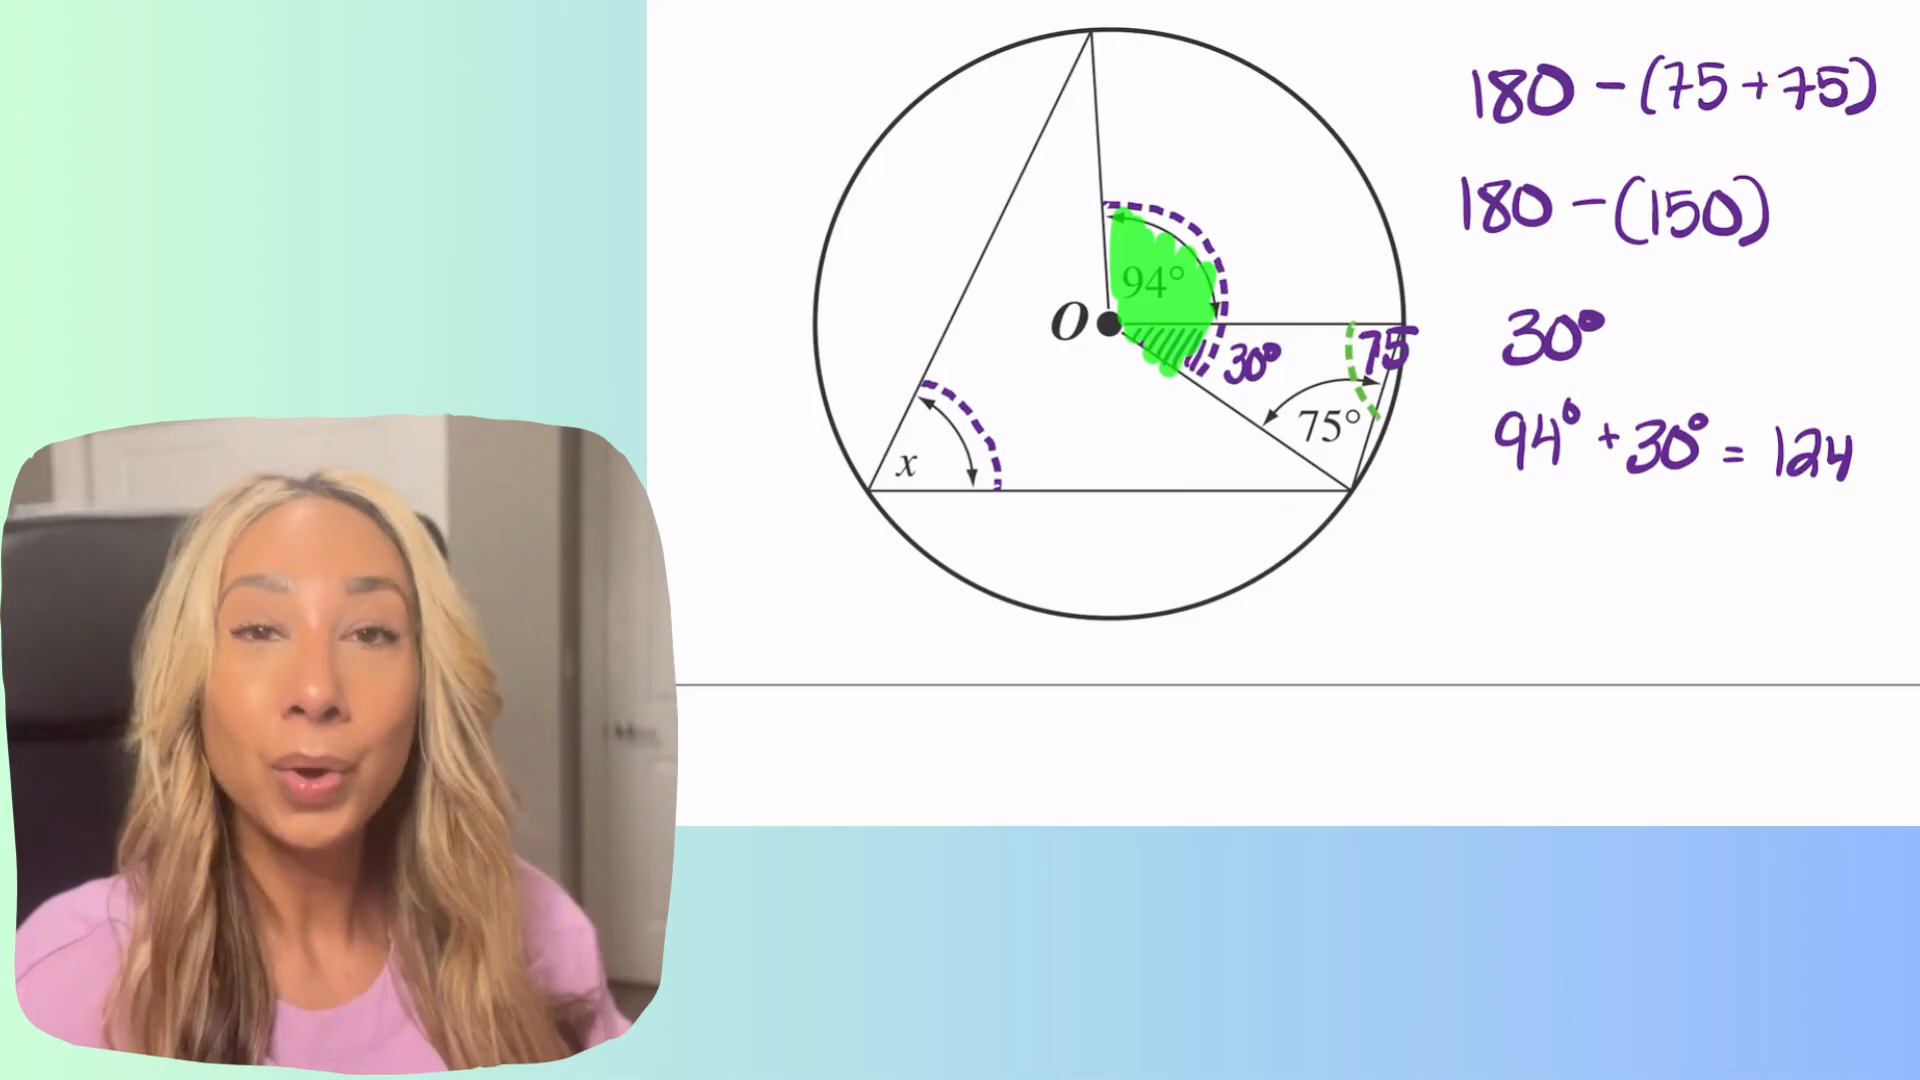 180 - (75 + 75)
180 - (150)
94°
O
30°
75
30°
75°
94° + 30° = 124
x